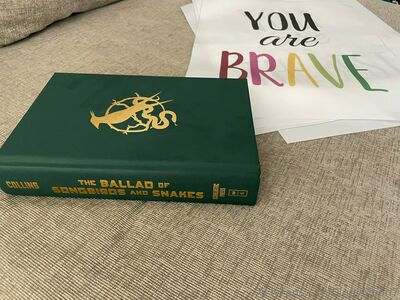 YOU
are
BRAVE
COLLINS
THE BALLAD OF
SONGBIRDS AND SNAKES